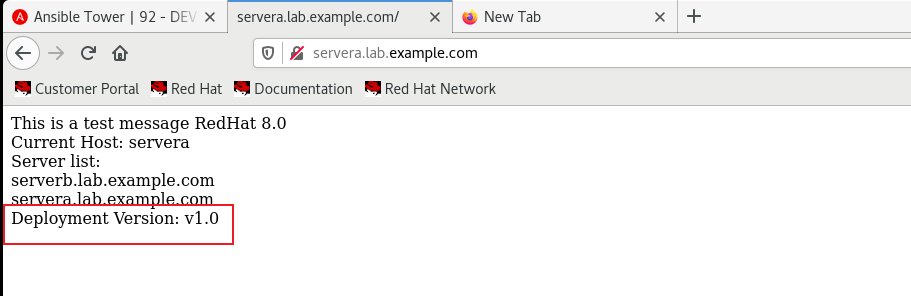 Ansible Tower | 92 - DEV
servera.lab.example.com/
New Tab
servera.lab.example.com
Customer Portal
Red Hat
Documentation
Red Hat Network
This is a test message RedHat 8.0
Current Host: servera
Server list:
serverb.lab.example.com
servera.lab.example.com
Deployment Version: v1.0